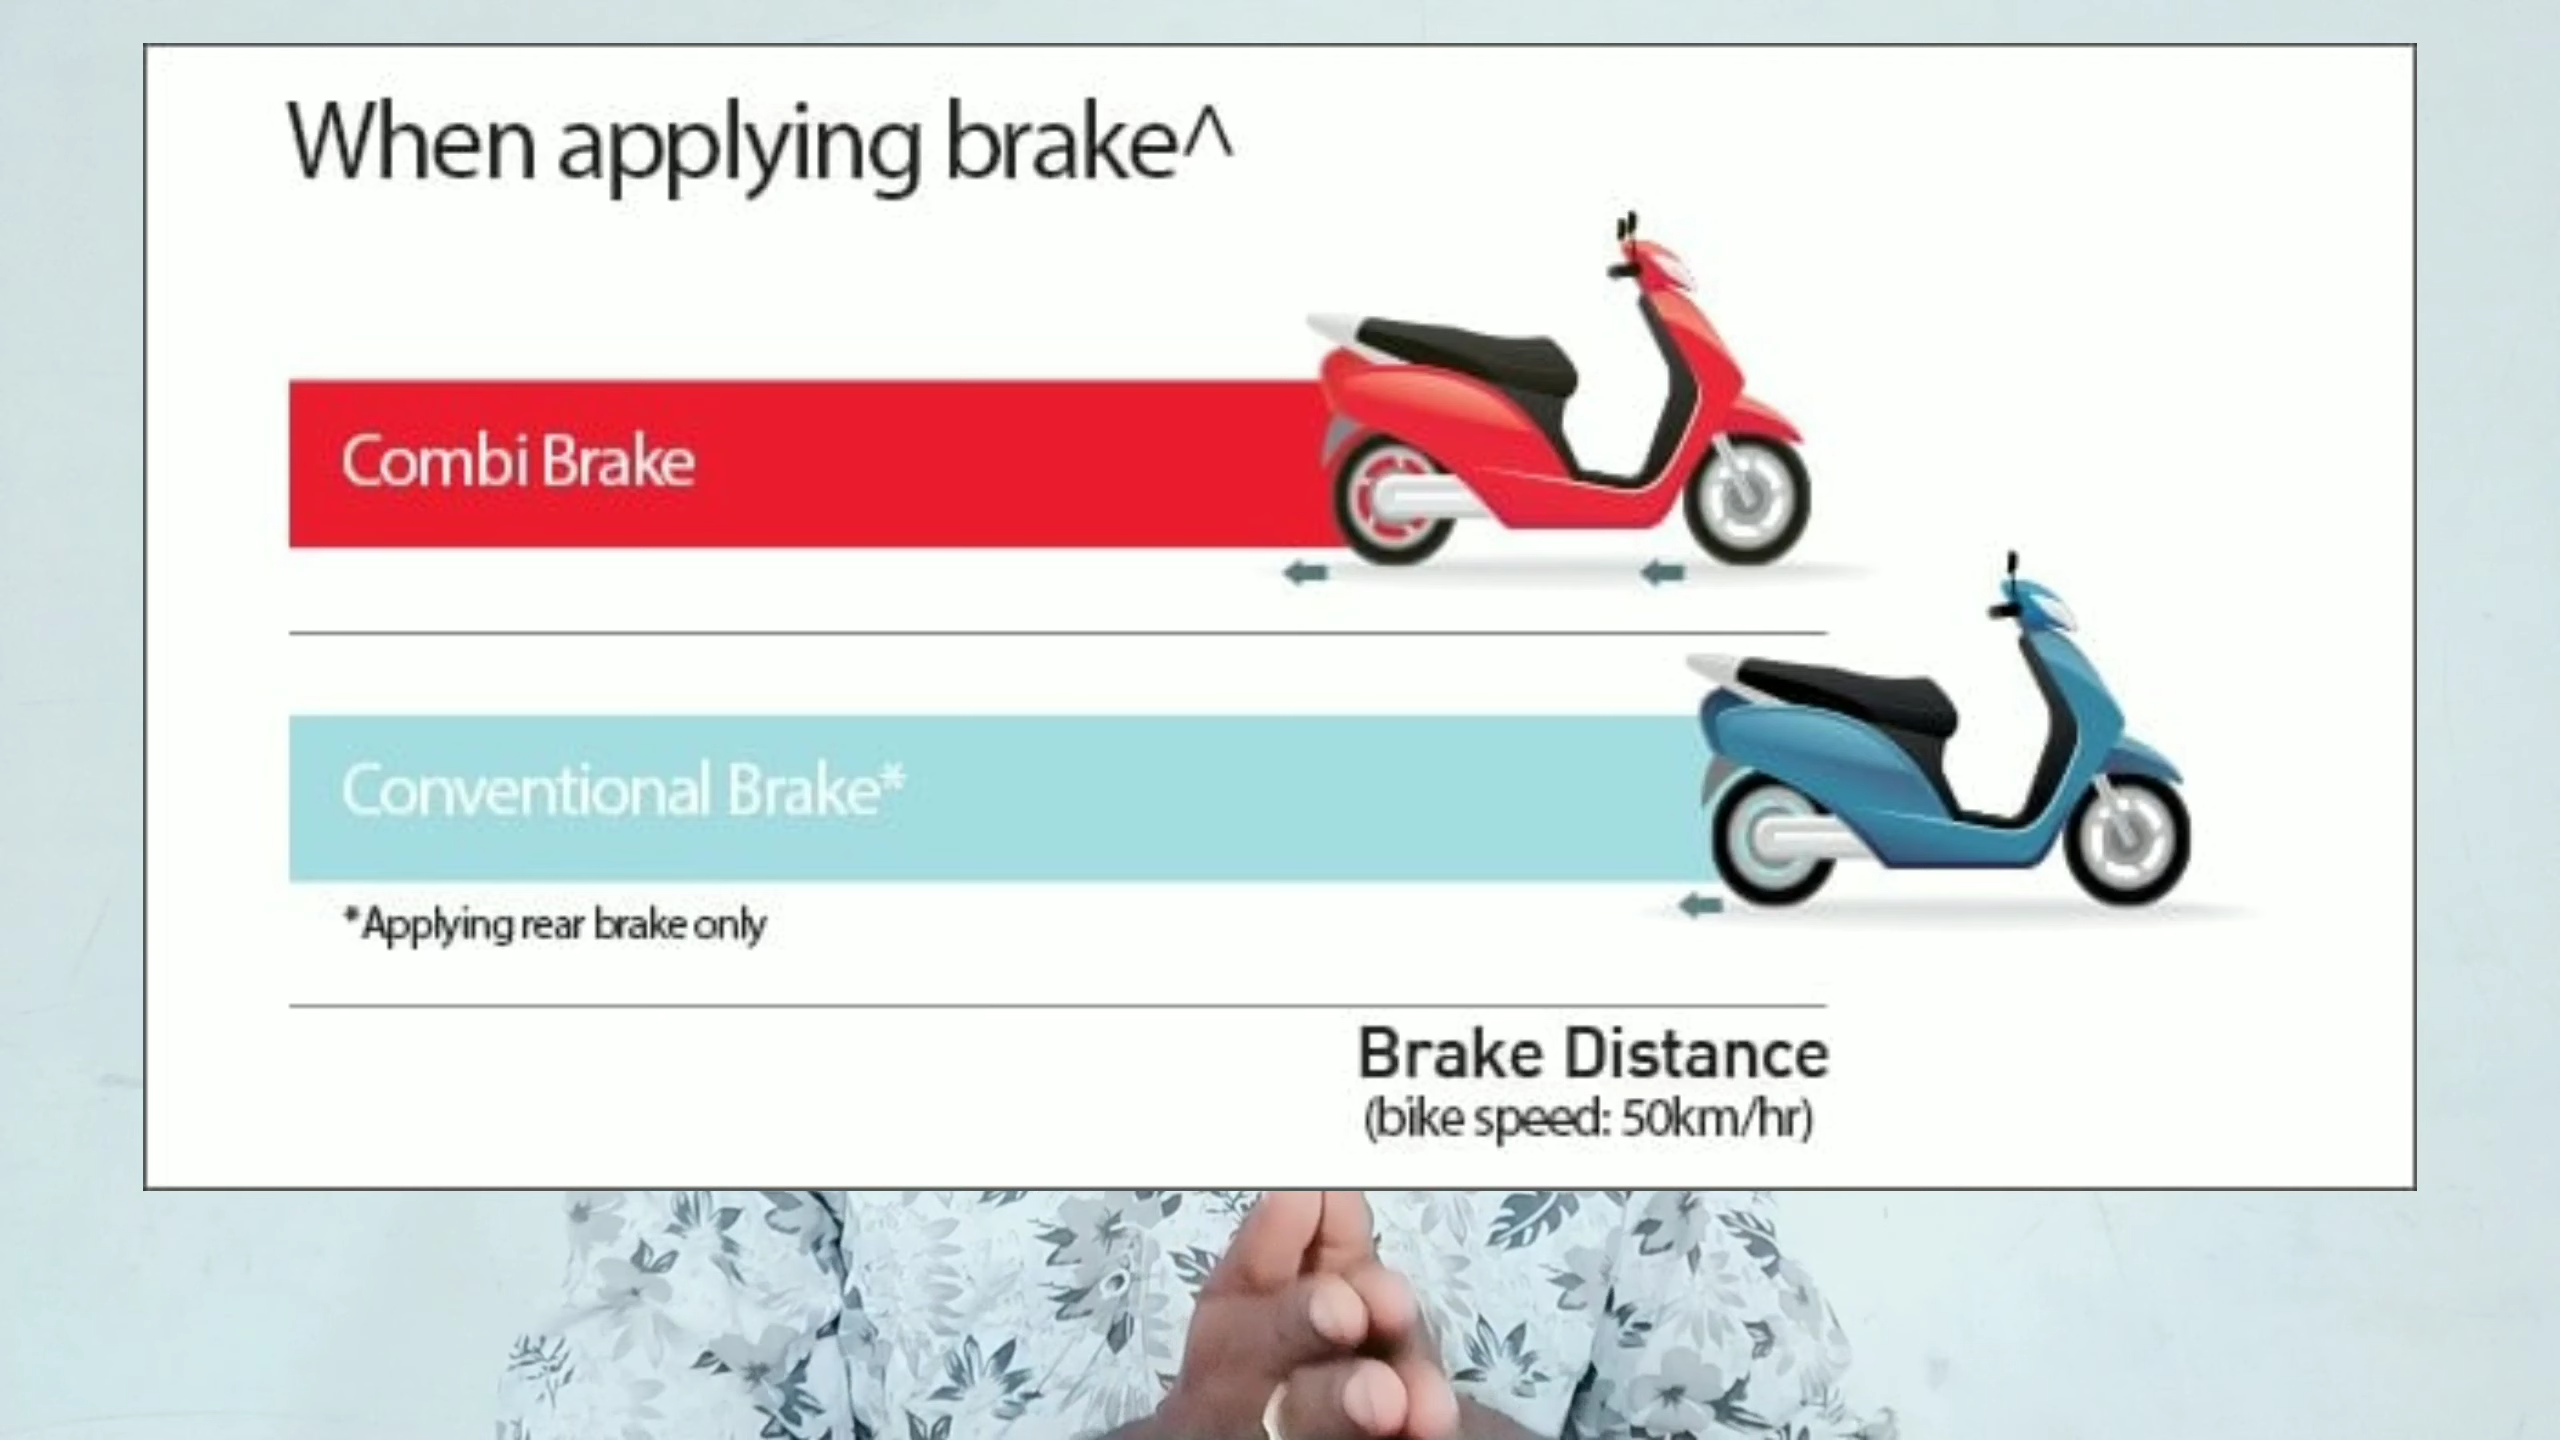 When applying brake^
Combi Brake
Conventional Brake*
*Applying rear brake only
Brake Distance
(bike speed: 50km/hr)